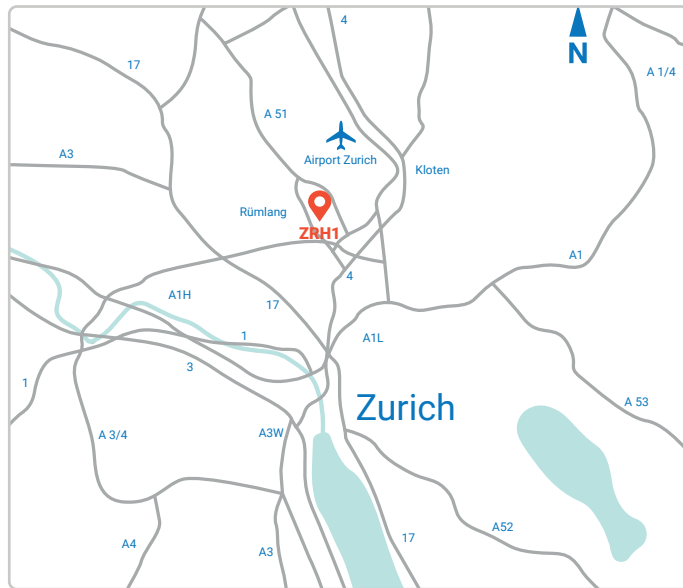 4
N
17
A 1/4
A 51
A3
Airport Zurich
Kloten
Rümlang
ZRH1
A1
4
A1H
17
1
A1L
3
1
Zurich
A 53
A 3/4
A3W
A52
17
A4
A3